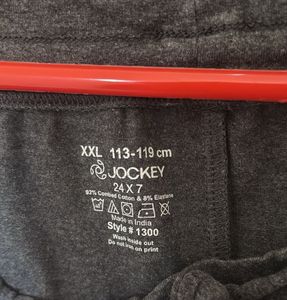 XXL 113-119 cm
JOCKEY
24 X 7
92% Combed Cotton & 8% Elastane
Made in India
Style # 1300
Wash inside out
Do not iron on print